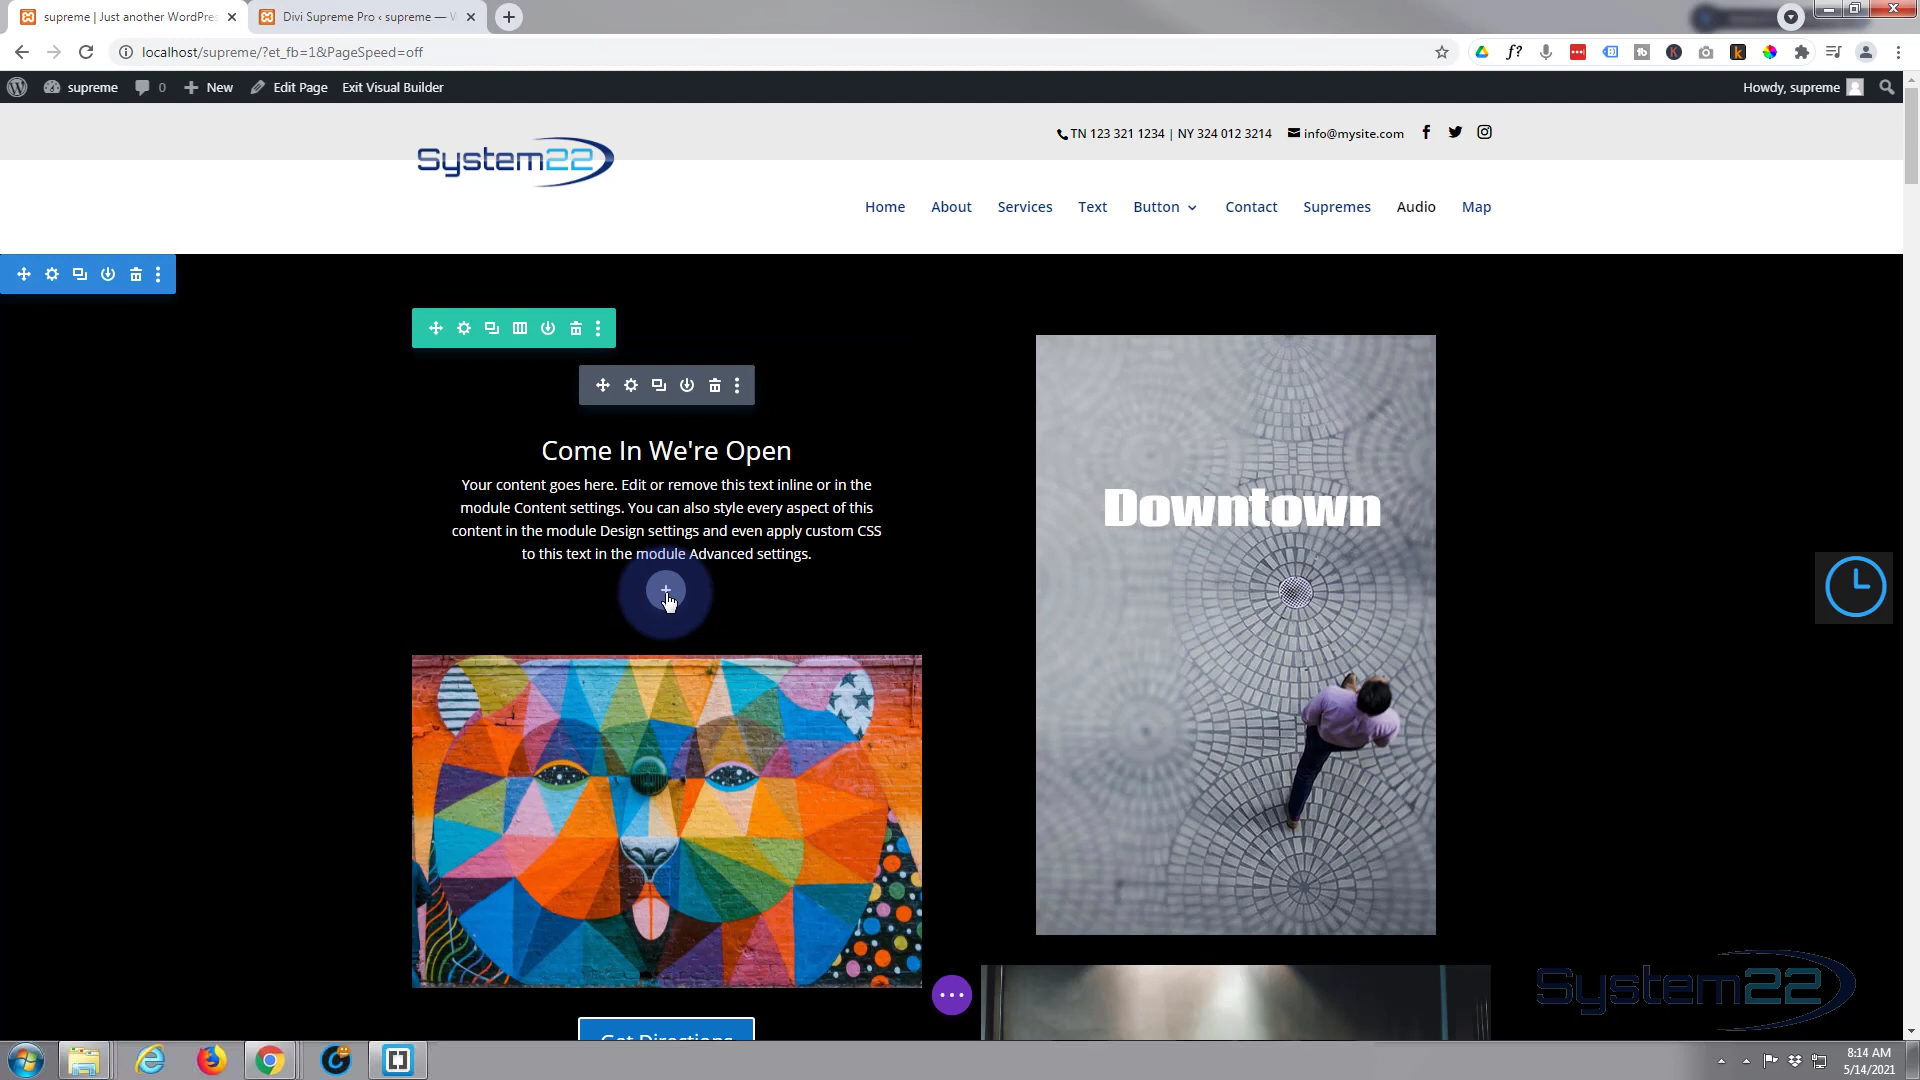 supreme | Just another WordPres
Divi Supreme Pro ‹ supreme — W
localhost/supreme/?et_fb=1&PageSpeed=off
supreme
0
New
Edit Page
Exit Visual Builder
Howdy, supreme
TN 123 321 1234 | NY 324 012 3214
info@mysite.com
System22
Home
About
Services
Text
Button
Contact
Supremes
Audio
Map
Come In We're Open
Your content goes here. Edit or remove this text inline or in the
module Content settings. You can also style every aspect of this
content in the module Design settings and even apply custom CSS
to this text in the module Advanced settings.
Downtown
Get Directions
System22
8:14 AM
5/14/2021